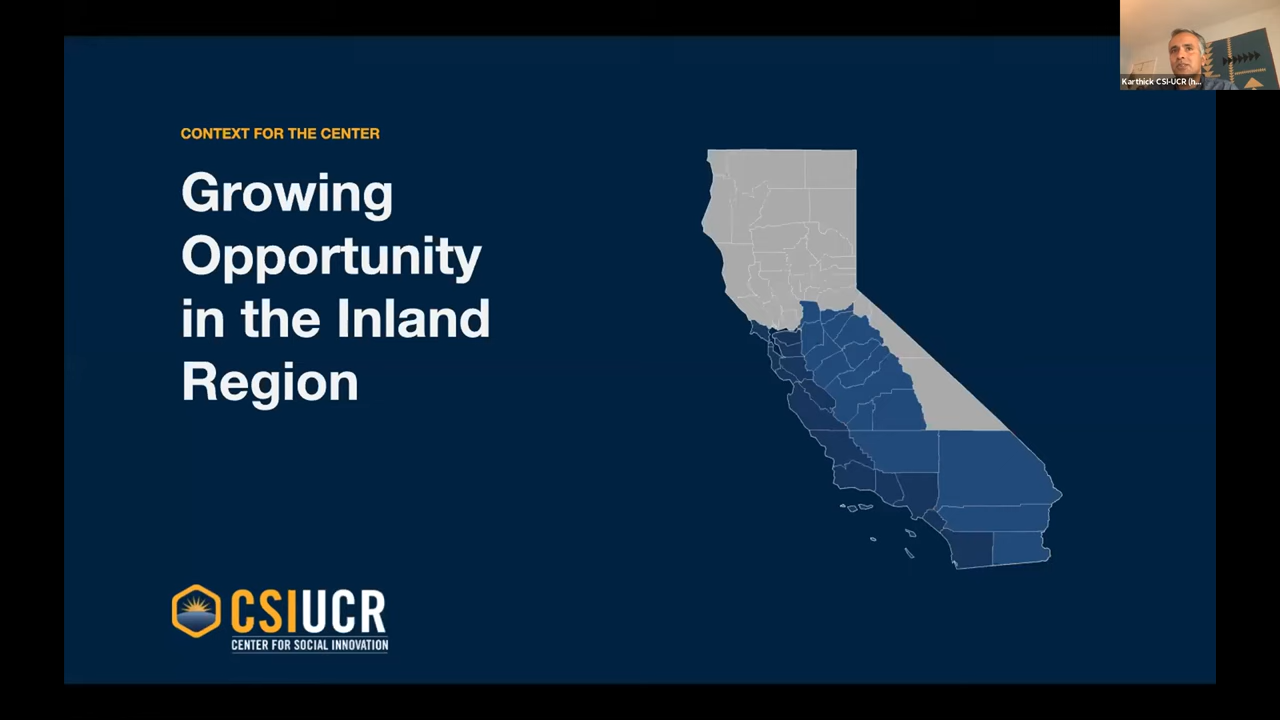 Karthick CSI-UCR (h...
CONTEXT FOR THE CENTER
Growing
Opportunity
in the Inland
Region
CSIUCR
CENTER FOR SOCIAL INNOVATION